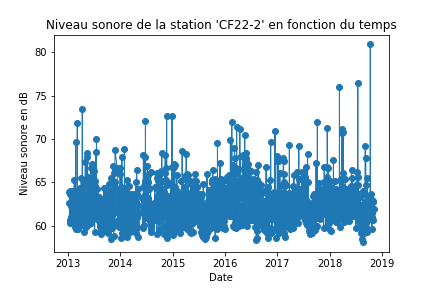 Niveau sonore de la station 'CF22-2' en fonction du temps
80
75
70
65
60
Niveau sonore en dB
2013 2014 2015 2016 2017 2018 2019
Date